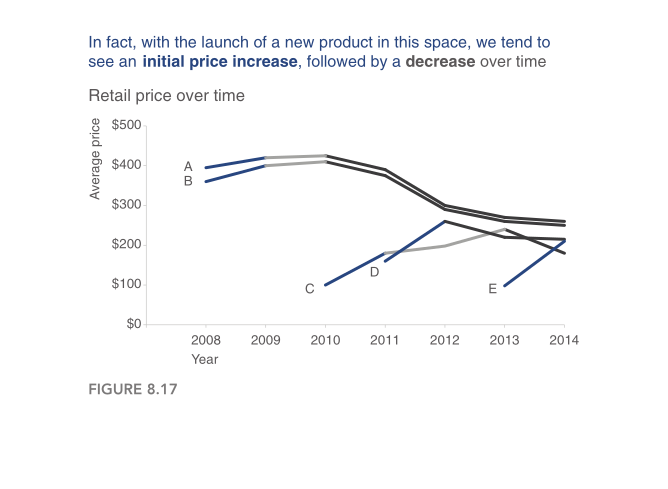 In fact, with the launch of a new product in this space, we tend to
see an initial price increase, followed by a decrease over time
Retail price over time
Average price
$500
$400
$300
$200
$100
$0
A
B
C
D
E
2008 2009 2010 2011 2012 2013 2014
Year
FIGURE 8.17